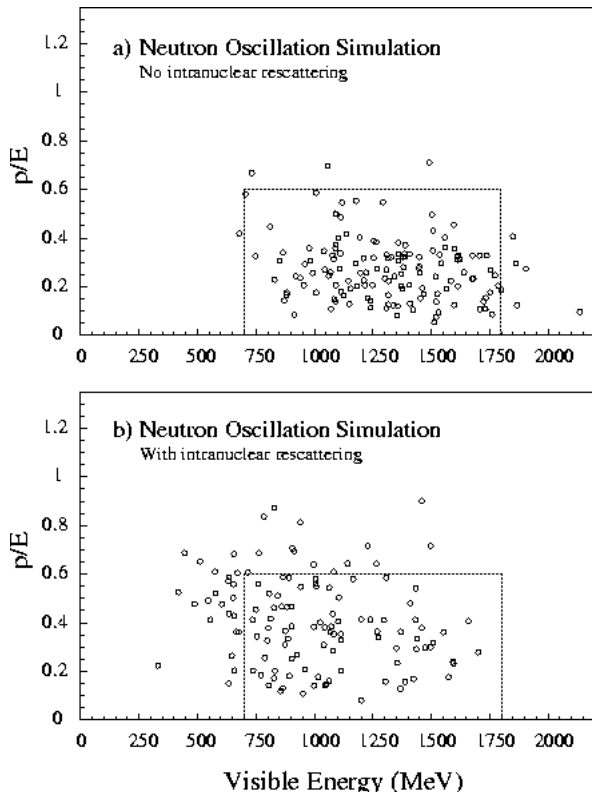 a) Neutron Oscillation Simulation
No intranuclear rescattering
p/E
1.2
1
0.8
0.6
0.4
0.2
0
0 250 500 750 1000 1250 1500 1750 2000
b) Neutron Oscillation Simulation
With intranuclear rescattering
p/E
1.2
1
0.8
0.6
0.4
0.2
0
0 250 500 750 1000 1250 1500 1750 2000
Visible Energy (MeV)